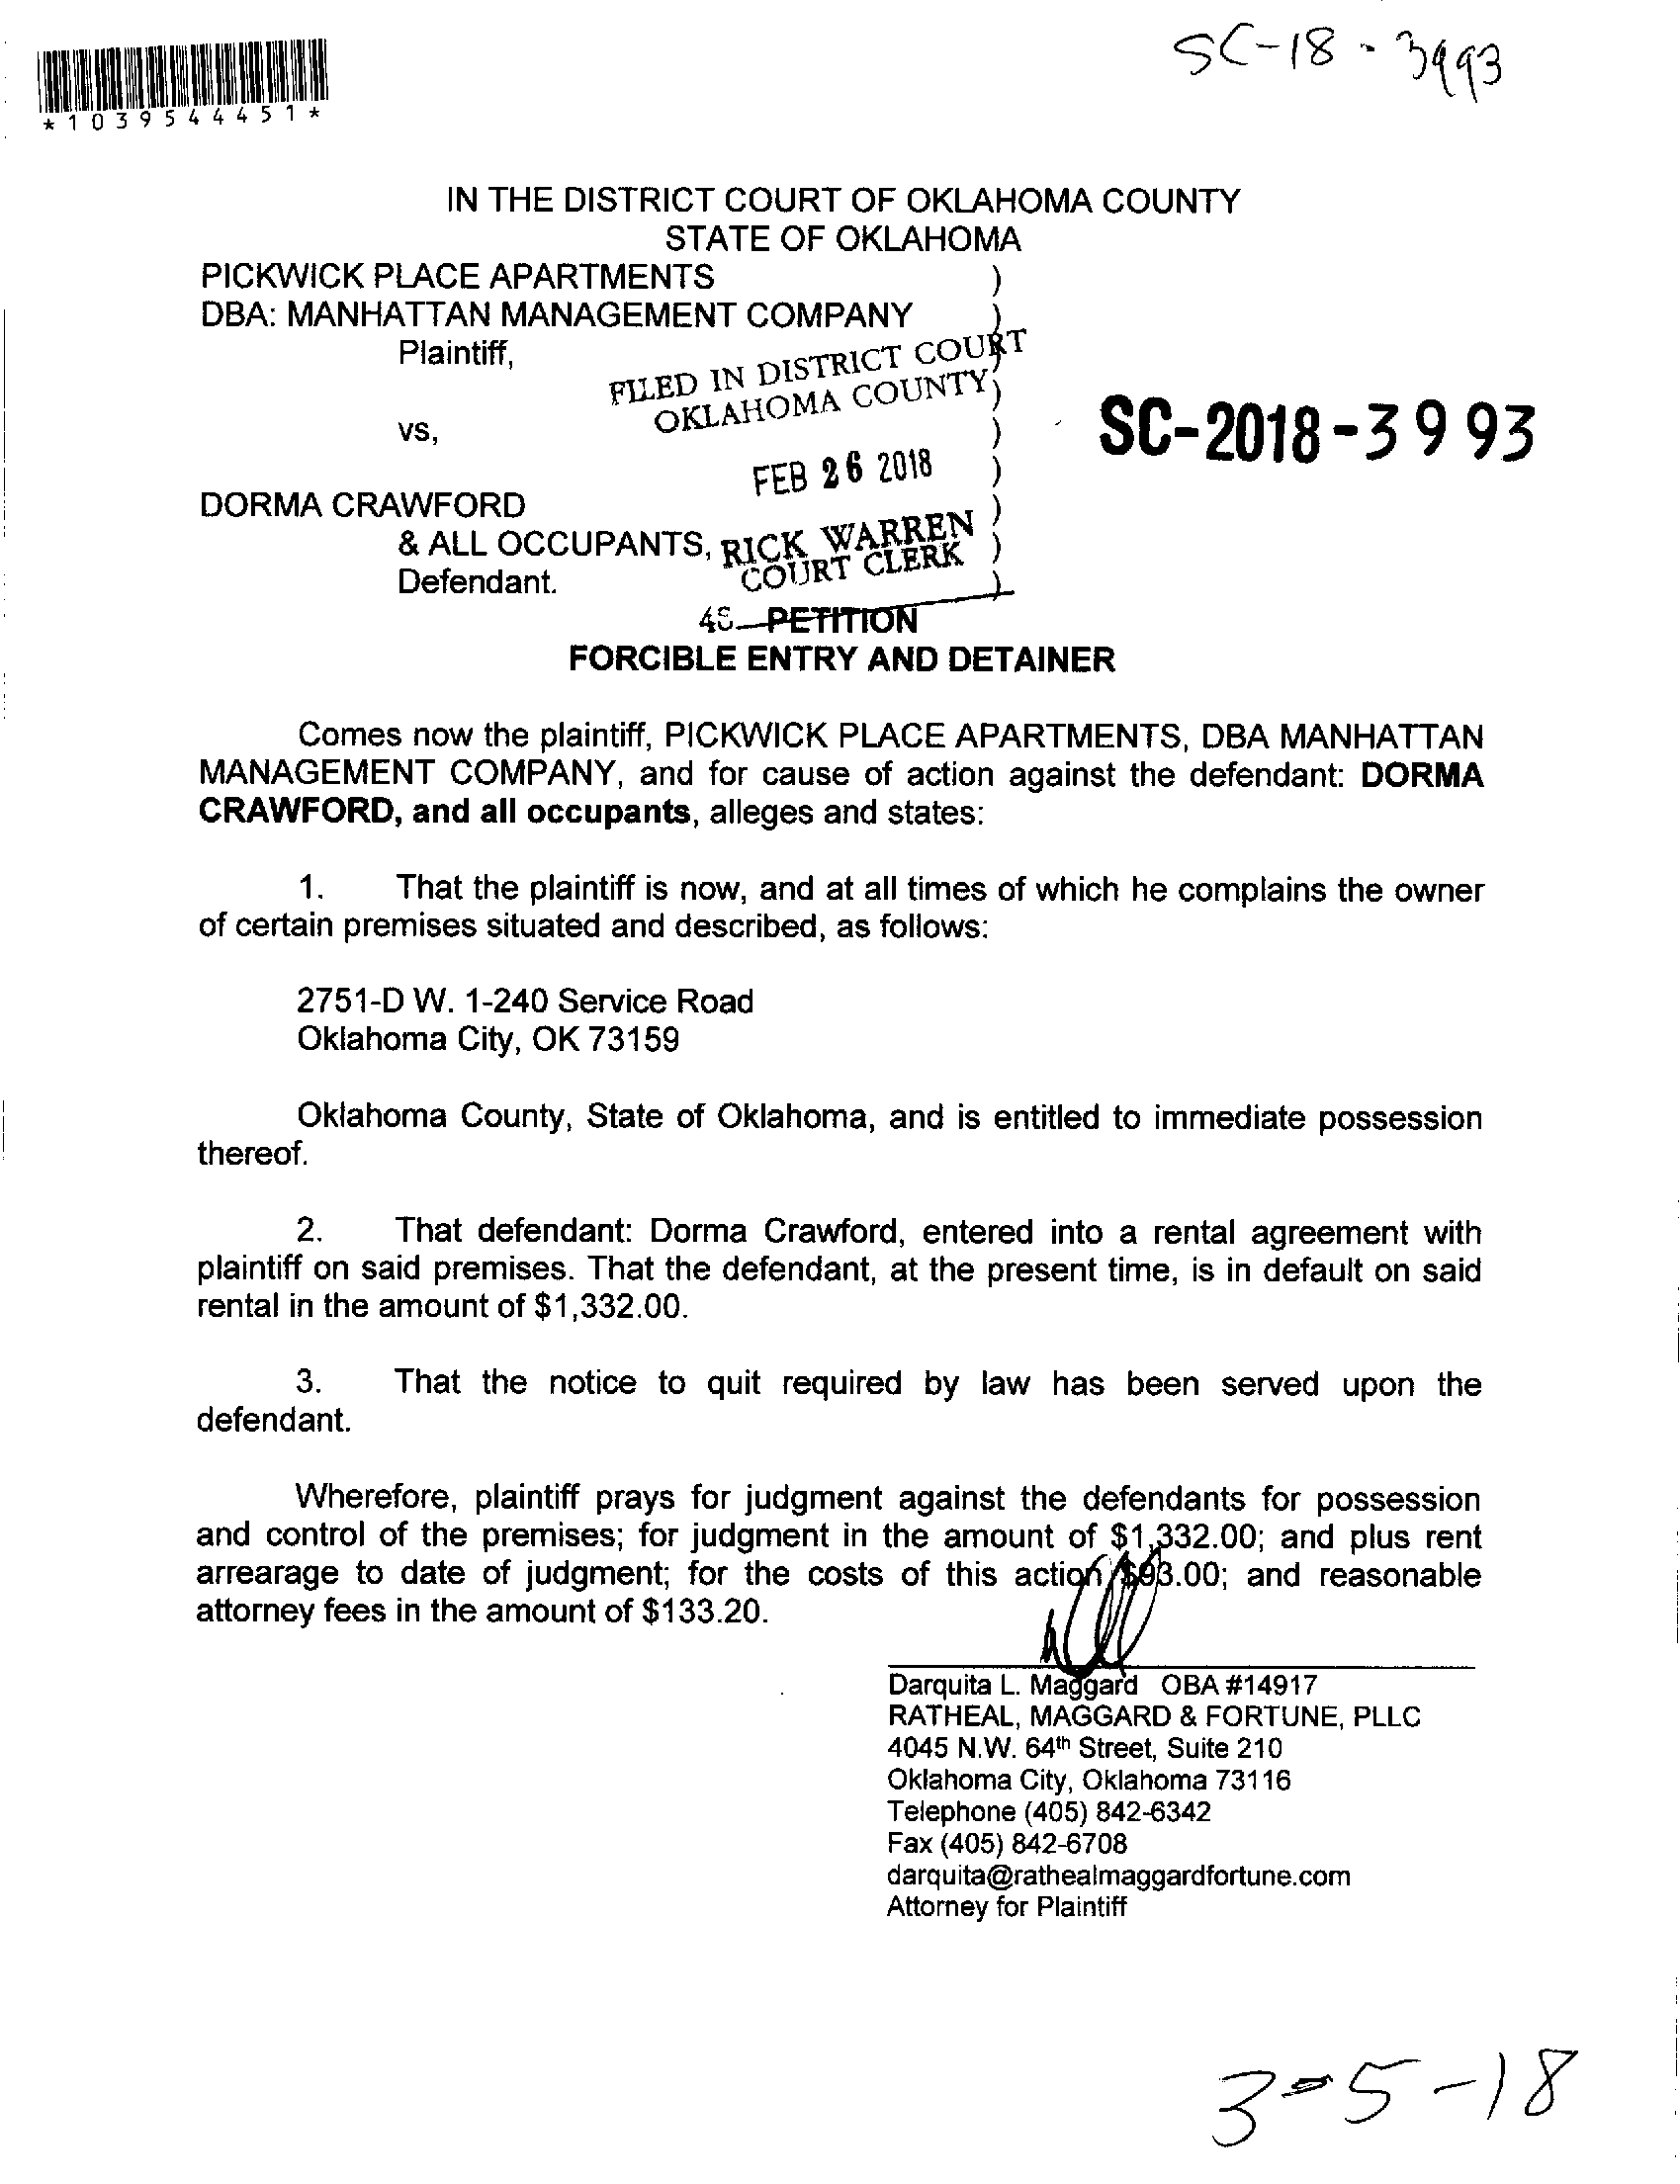 SC-18-3993
*1039544451*
IN THE DISTRICT COURT OF OKLAHOMA COUNTY
STATE OF OKLAHOMA
PICKWICK PLACE APARTMENTS )
DBA: MANHATTAN MANAGEMENT COMPANY )
Plaintiff, )
FILED IN DISTRICT COURT
OKLAHOMA COUNTY )
vs, )
SC-2018-3993
FEB 26 2018 )
DORMA CRAWFORD )
& ALL OCCUPANTS, )
RICK WARREN
COURT CLERK
Defendant. )
PETITION
FORCIBLE ENTRY AND DETAINER
Comes now the plaintiff, PICKWICK PLACE APARTMENTS, DBA MANHATTAN
MANAGEMENT COMPANY, and for cause of action against the defendant: DORMA
CRAWFORD, and all occupants, alleges and states:
1. That the plaintiff is now, and at all times of which he complains the owner
of certain premises situated and described, as follows:
2751-D W. 1-240 Service Road
Oklahoma City, OK 73159
Oklahoma County, State of Oklahoma, and is entitled to immediate possession
thereof.
2. That defendant: Dorma Crawford, entered into a rental agreement with
plaintiff on said premises. That the defendant, at the present time, is in default on said
rental in the amount of $1,332.00.
3. That the notice to quit required by law has been served upon the
defendant.
Wherefore, plaintiff prays for judgment against the defendants for possession
and control of the premises; for judgment in the amount of $1,332.00; and plus rent
arrearage to date of judgment; for the costs of this action $93.00; and reasonable
attorney fees in the amount of $133.20.
Darquita L. Maggard OBA #14917
RATHEAL, MAGGARD & FORTUNE, PLLC
4045 N.W. 64th Street, Suite 210
Oklahoma City, Oklahoma 73116
Telephone (405) 842-6342
Fax (405) 842-6708
darquita@rathealmaggardfortune.com
Attorney for Plaintiff
3-5-18